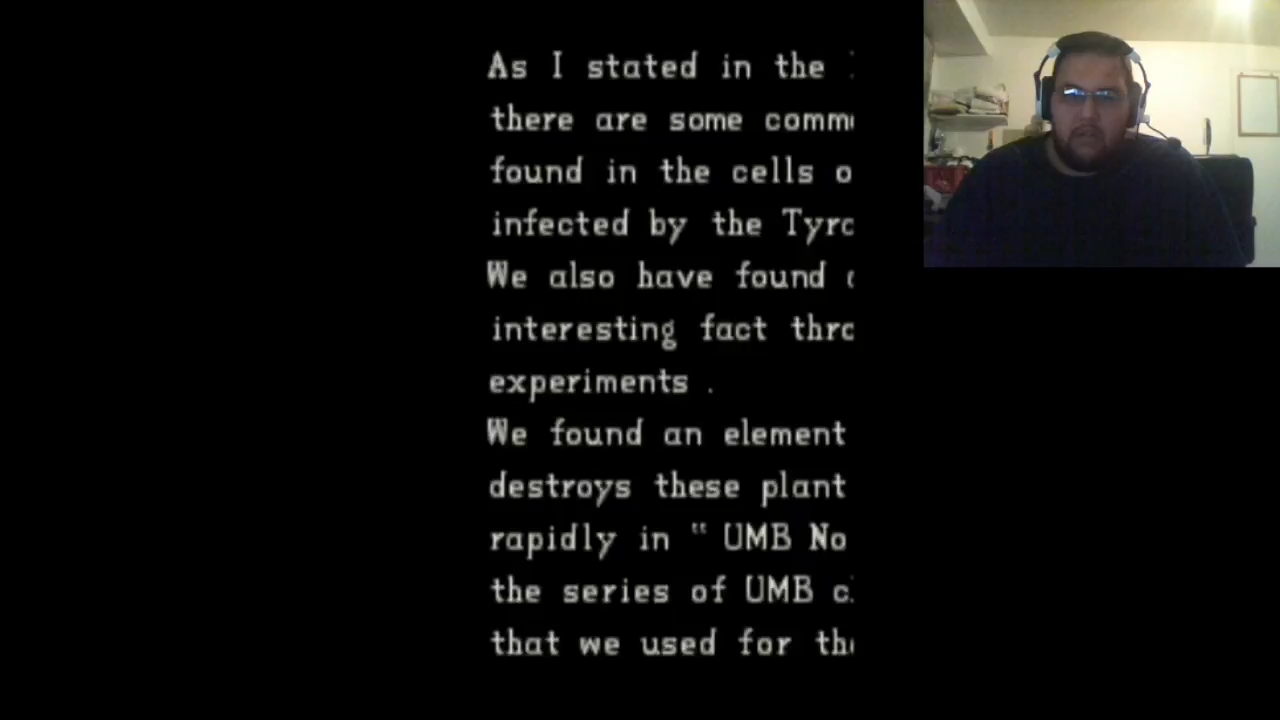 As I stated in the
there are some comm
found in the cells o
infected by the Tyr
We also have found
interesting fact thr
experiments .
We found an element
destroys these plant
rapidly in " UMB No
the series of UMB c
that we used for th